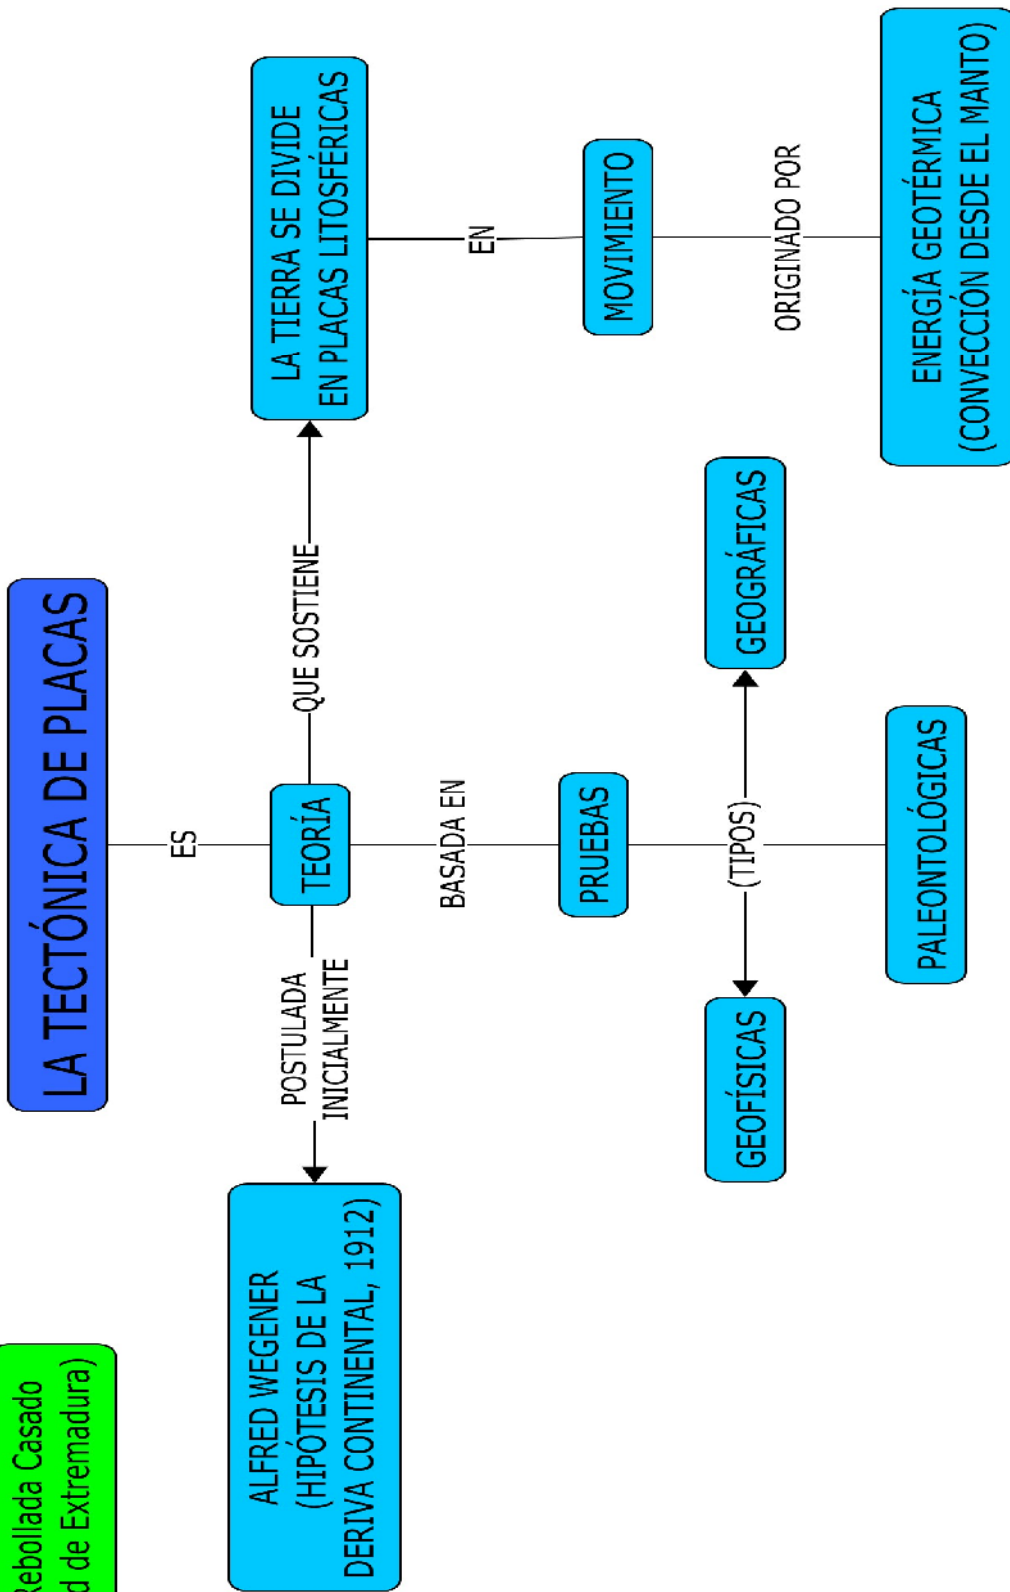 Rebollada Casado
de Extremadura)
LA TECTÓNICA DE PLACAS
ES
TEORÍA
POSTULADA
INICIALMENTE
QUE SOSTIENE
ALFRED WEGENER
(HIPÓTESIS DE LA
DERIVA CONTINENTAL, 1912)
LA TIERRA SE DIVIDE
EN PLACAS LITOSFÉRICAS
BASADA EN
EN
PRUEBAS
MOVIMIENTO
(TIPOS)
ORIGINADO POR
GEOFÍSICAS
GEOGRÁFICAS
PALEONTOLÓGICAS
ENERGÍA GEOTÉRMICA
(CONVECCIÓN DESDE EL MANTO)